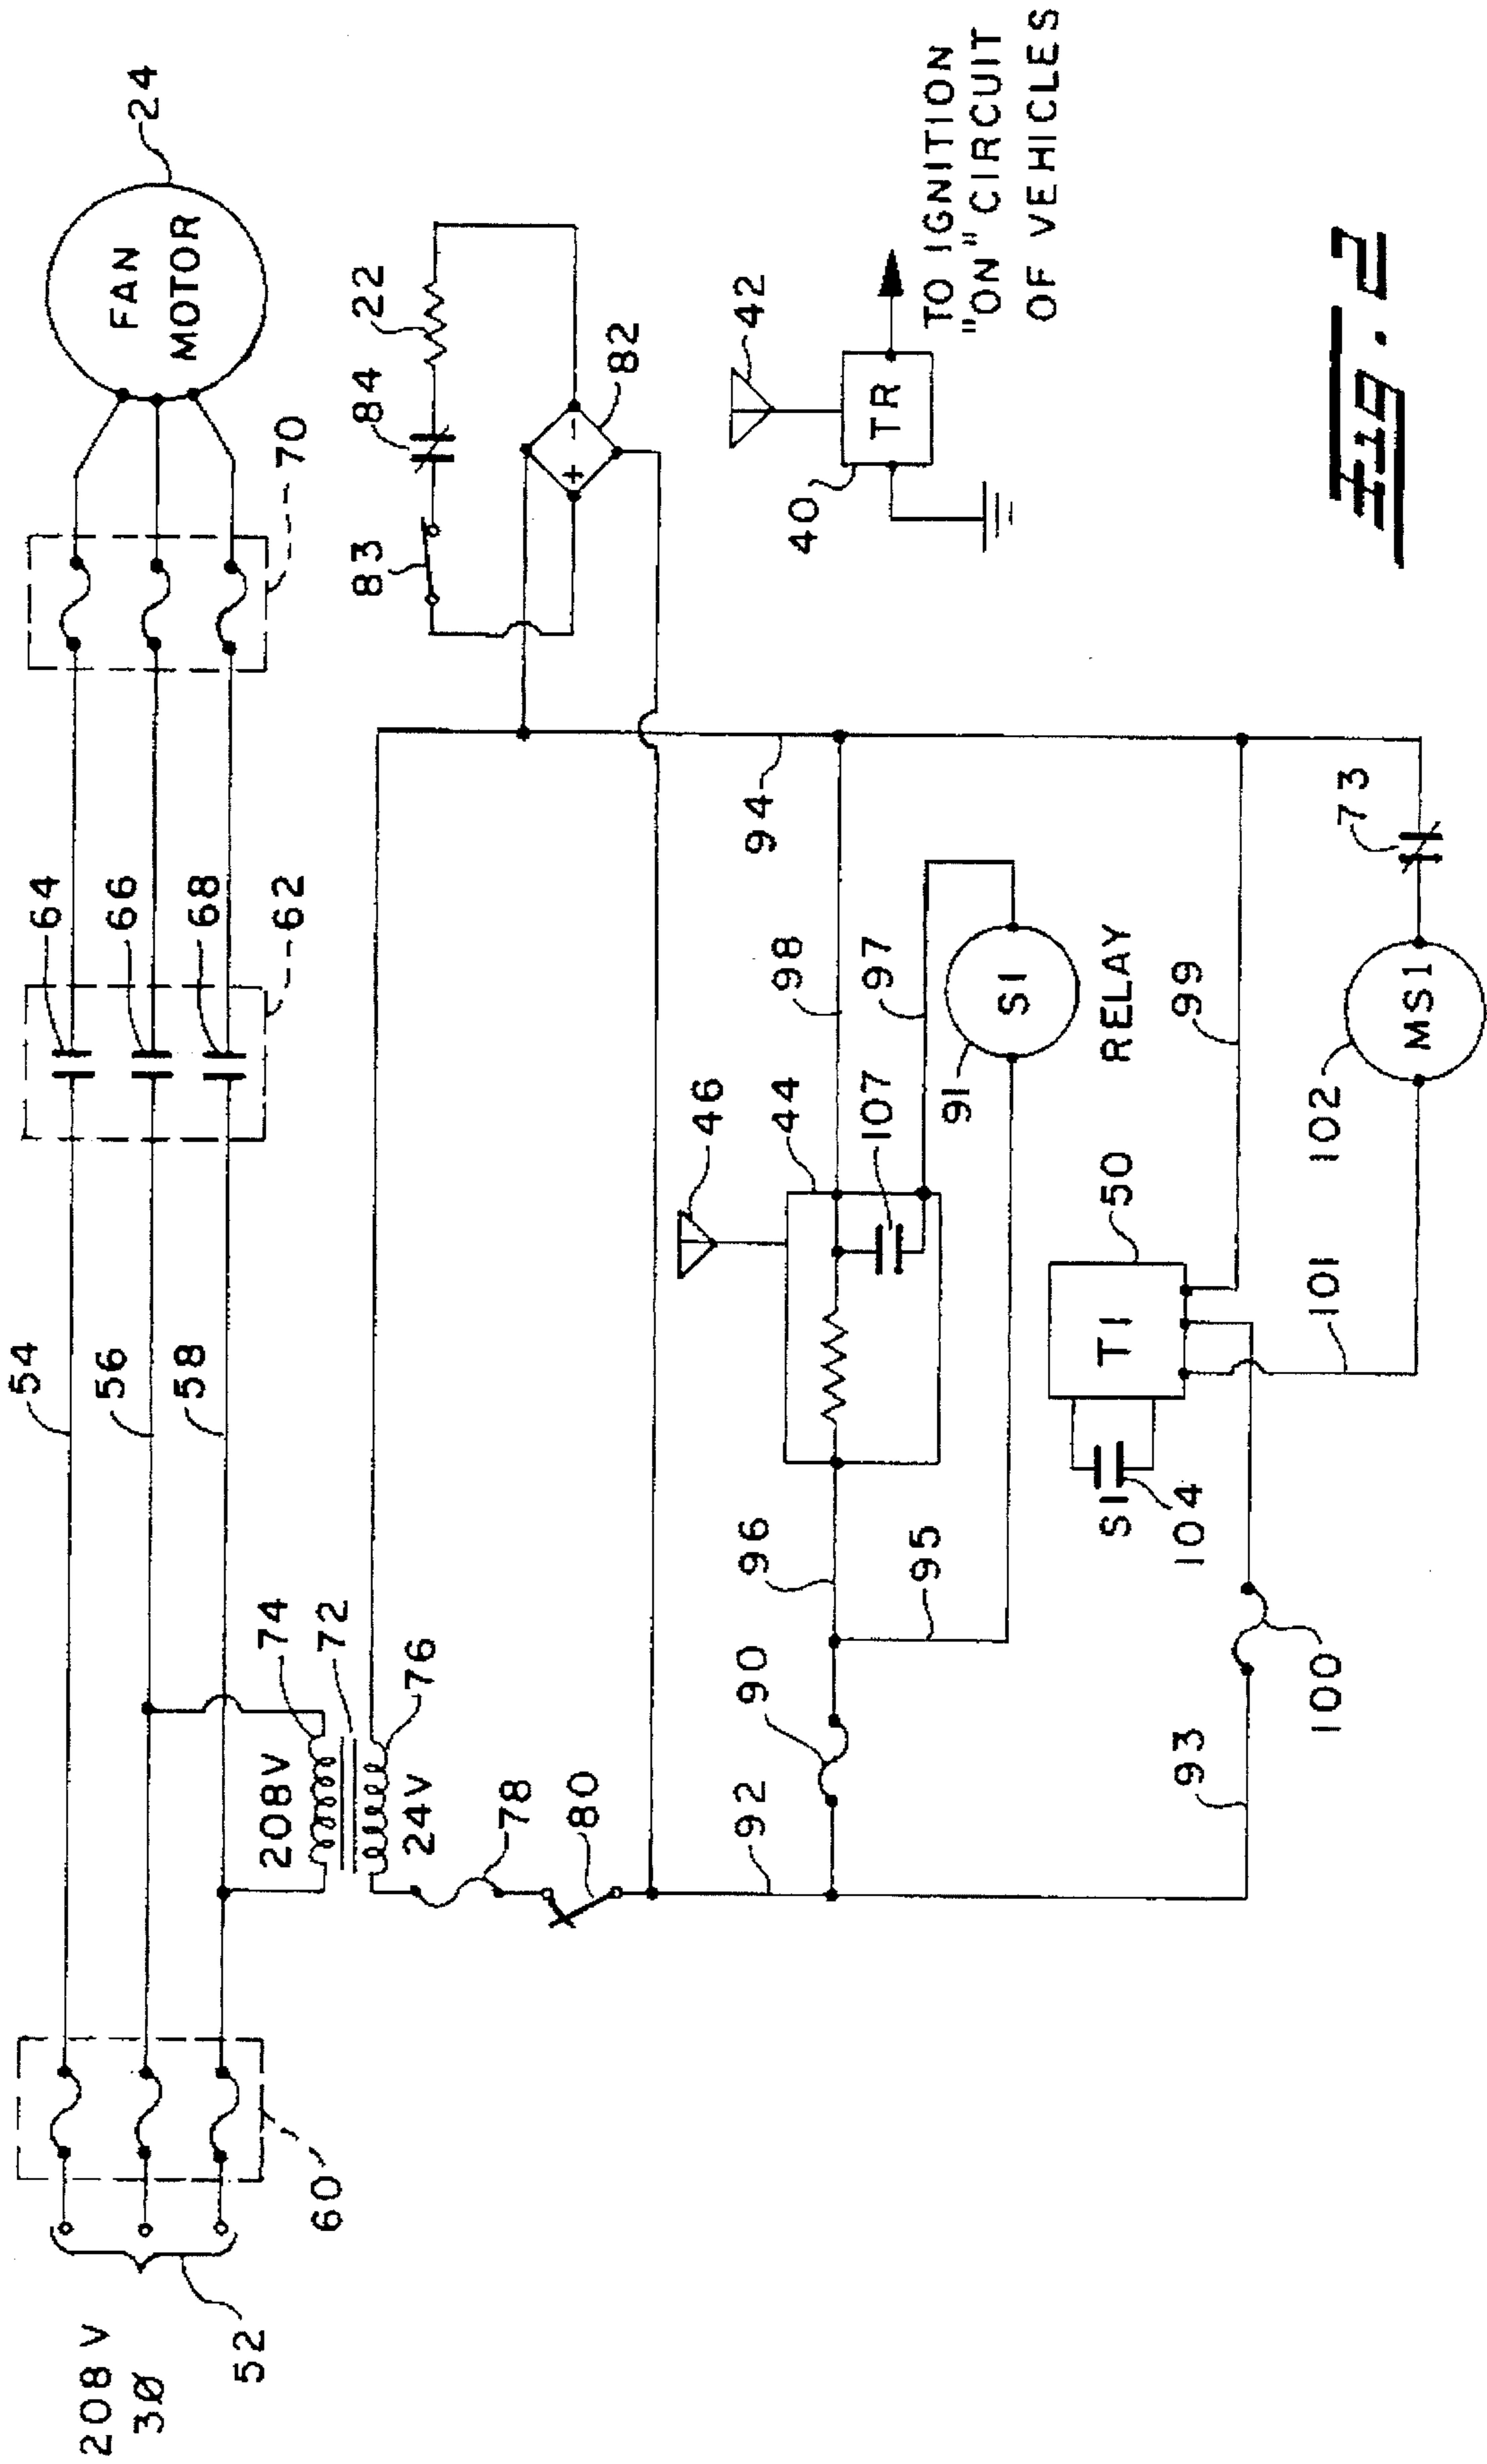 208 V
3Ø
52
60
54
56
58
64
66
68
62
70
FAN
MOTOR
24
208V
74
72
24V
76
78
80
83
84
22
82
94
92
90
96
95
46
44
98
107
97
91
S1
RELAY
40
TR
42
TO IGNITION
"ON" CIRCUIT
OF VEHICLES
93
100
S1
104
T1
50
99
101
102
MS1
73
Fig. 2